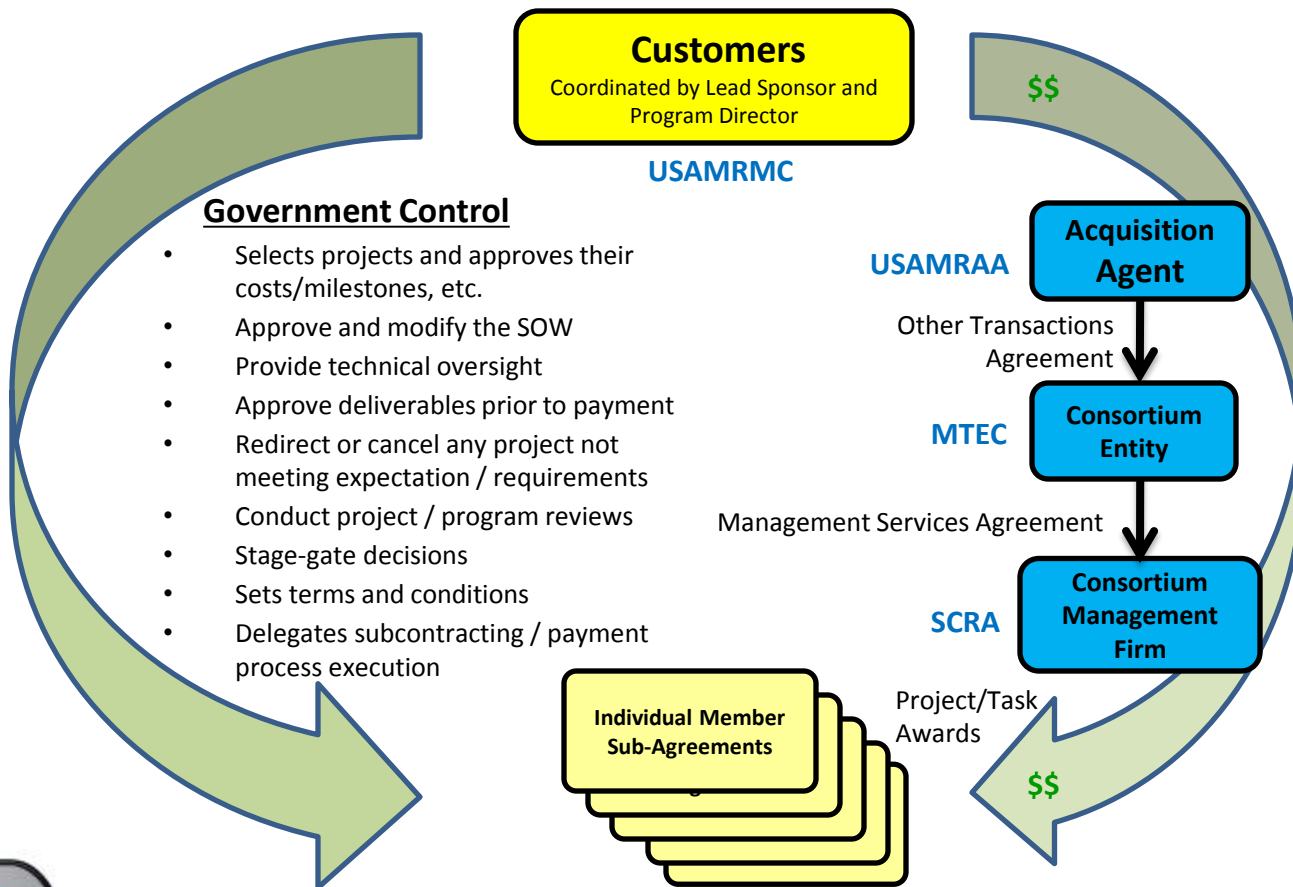 Customers
Coordinated by Lead Sponsor and
Program Director
USAMRMC
$$
Government Control
• Selects projects and approves their
costs/milestones, etc.
• Approve and modify the SOW
• Provide technical oversight
• Approve deliverables prior to payment
• Redirect or cancel any project not
meeting expectation / requirements
• Conduct project / program reviews
• Stage-gate decisions
• Sets terms and conditions
• Delegates subcontracting / payment
process execution
USAMRAA
Acquisition
Agent
Other Transactions
Agreement
MTEC
Consortium
Entity
Management Services Agreement
SCRA
Consortium
Management
Firm
Individual Member
Sub-Agreements
Project/Task
Awards
$$